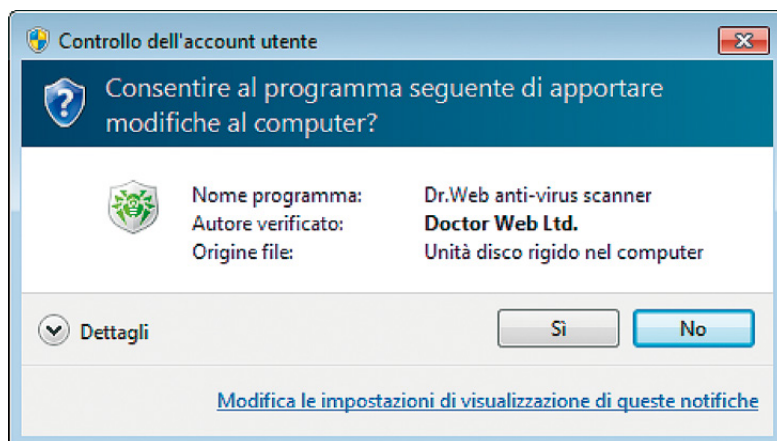 Controllo dell'account utente
Consentire al programma seguente di apportare
modifiche al computer?
Nome programma: Dr.Web anti-virus scanner
Autore verificato: Doctor Web Ltd.
Origine file: Unità disco rigido nel computer
Dettagli Sì No
Modifica le impostazioni di visualizzazione di queste notifiche